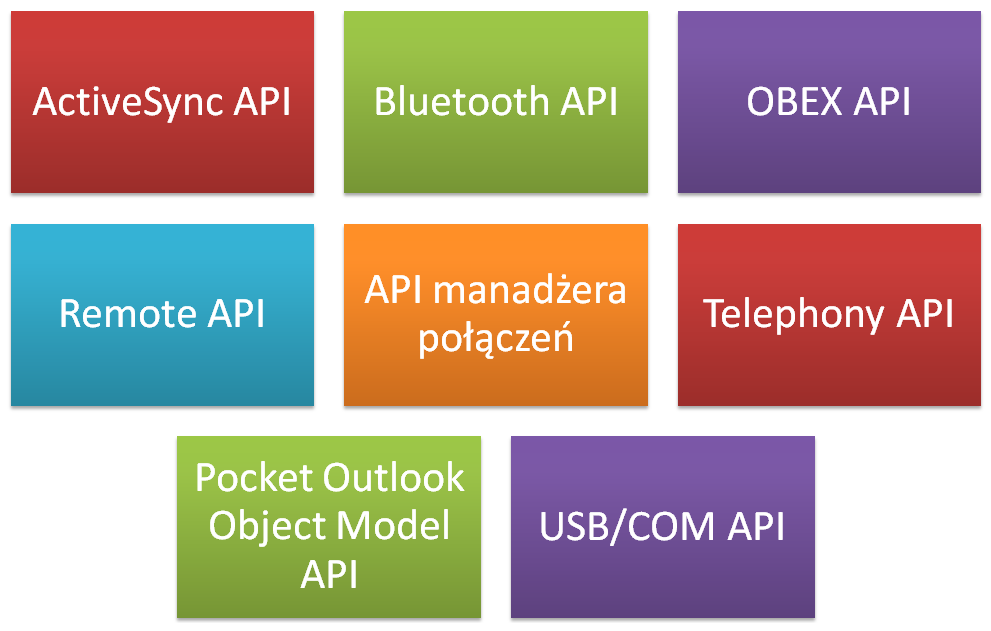 ActiveSync API
Bluetooth API
OBEX API
Remote API
API manadżera
połączeń
Telephony API
Pocket Outlook
Object Model
API
USB/COM API